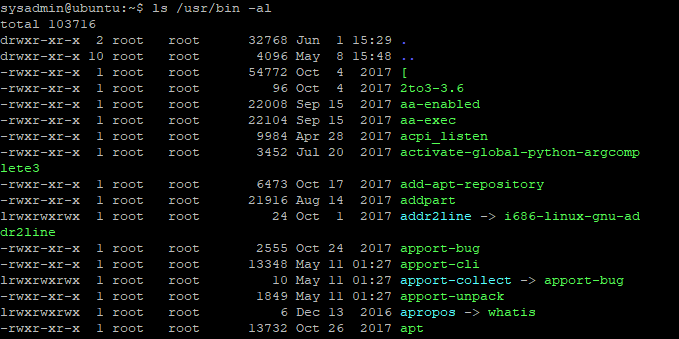 sysadmin@ubuntu:~$ ls /usr/bin -al
total 103716
drwxr-xr-x  2 root   root      32768 Jun  1 15:29 .
drwxr-xr-x 10 root   root       4096 May  8 15:48 ..
-rwxr-xr-x  1 root   root      54772 Oct  4  2017 [
-rwxr-xr-x  1 root   root         96 Oct  4  2017 2to3-3.6
-rwxr-xr-x  1 root   root      22008 Sep 15  2017 aa-enabled
-rwxr-xr-x  1 root   root      22104 Sep 15  2017 aa-exec
-rwxr-xr-x  1 root   root       9984 Apr 28  2017 acpi_listen
-rwxr-xr-x  1 root   root       3452 Jul 20  2017 activate-global-python-argcomp
lete3
-rwxr-xr-x  1 root   root       6473 Oct 17  2017 add-apt-repository
-rwxr-xr-x  1 root   root      21916 Aug 14  2017 addpart
lrwxrwxrwx  1 root   root         24 Oct  1  2017 addr2line -> i686-linux-gnu-ad
dr2line
-rwxr-xr-x  1 root   root       2555 Oct 24  2017 apport-bug
-rwxr-xr-x  1 root   root      13348 May 11 01:27 apport-cli
lrwxrwxrwx  1 root   root         10 May 11 01:27 apport-collect -> apport-bug
-rwxr-xr-x  1 root   root       1849 May 11 01:27 apport-unpack
lrwxrwxrwx  1 root   root          6 Dec 13  2016 apropos -> whatis
-rwxr-xr-x  1 root   root      13732 Oct 26  2017 apt